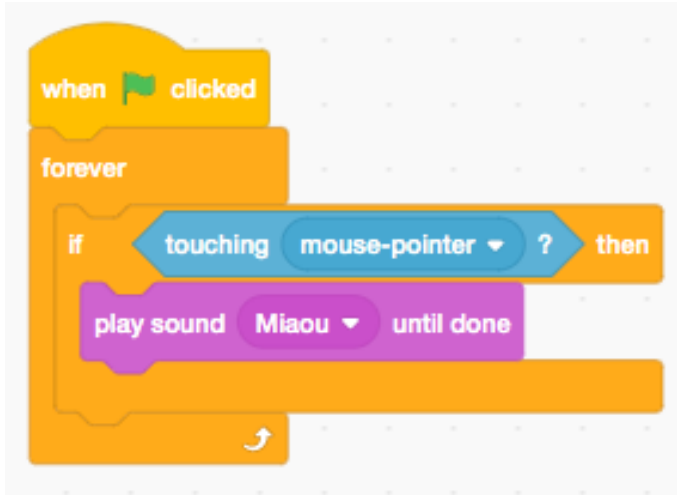 when clicked
forever
if touching mouse-pointer ? then
play sound Miaou until done